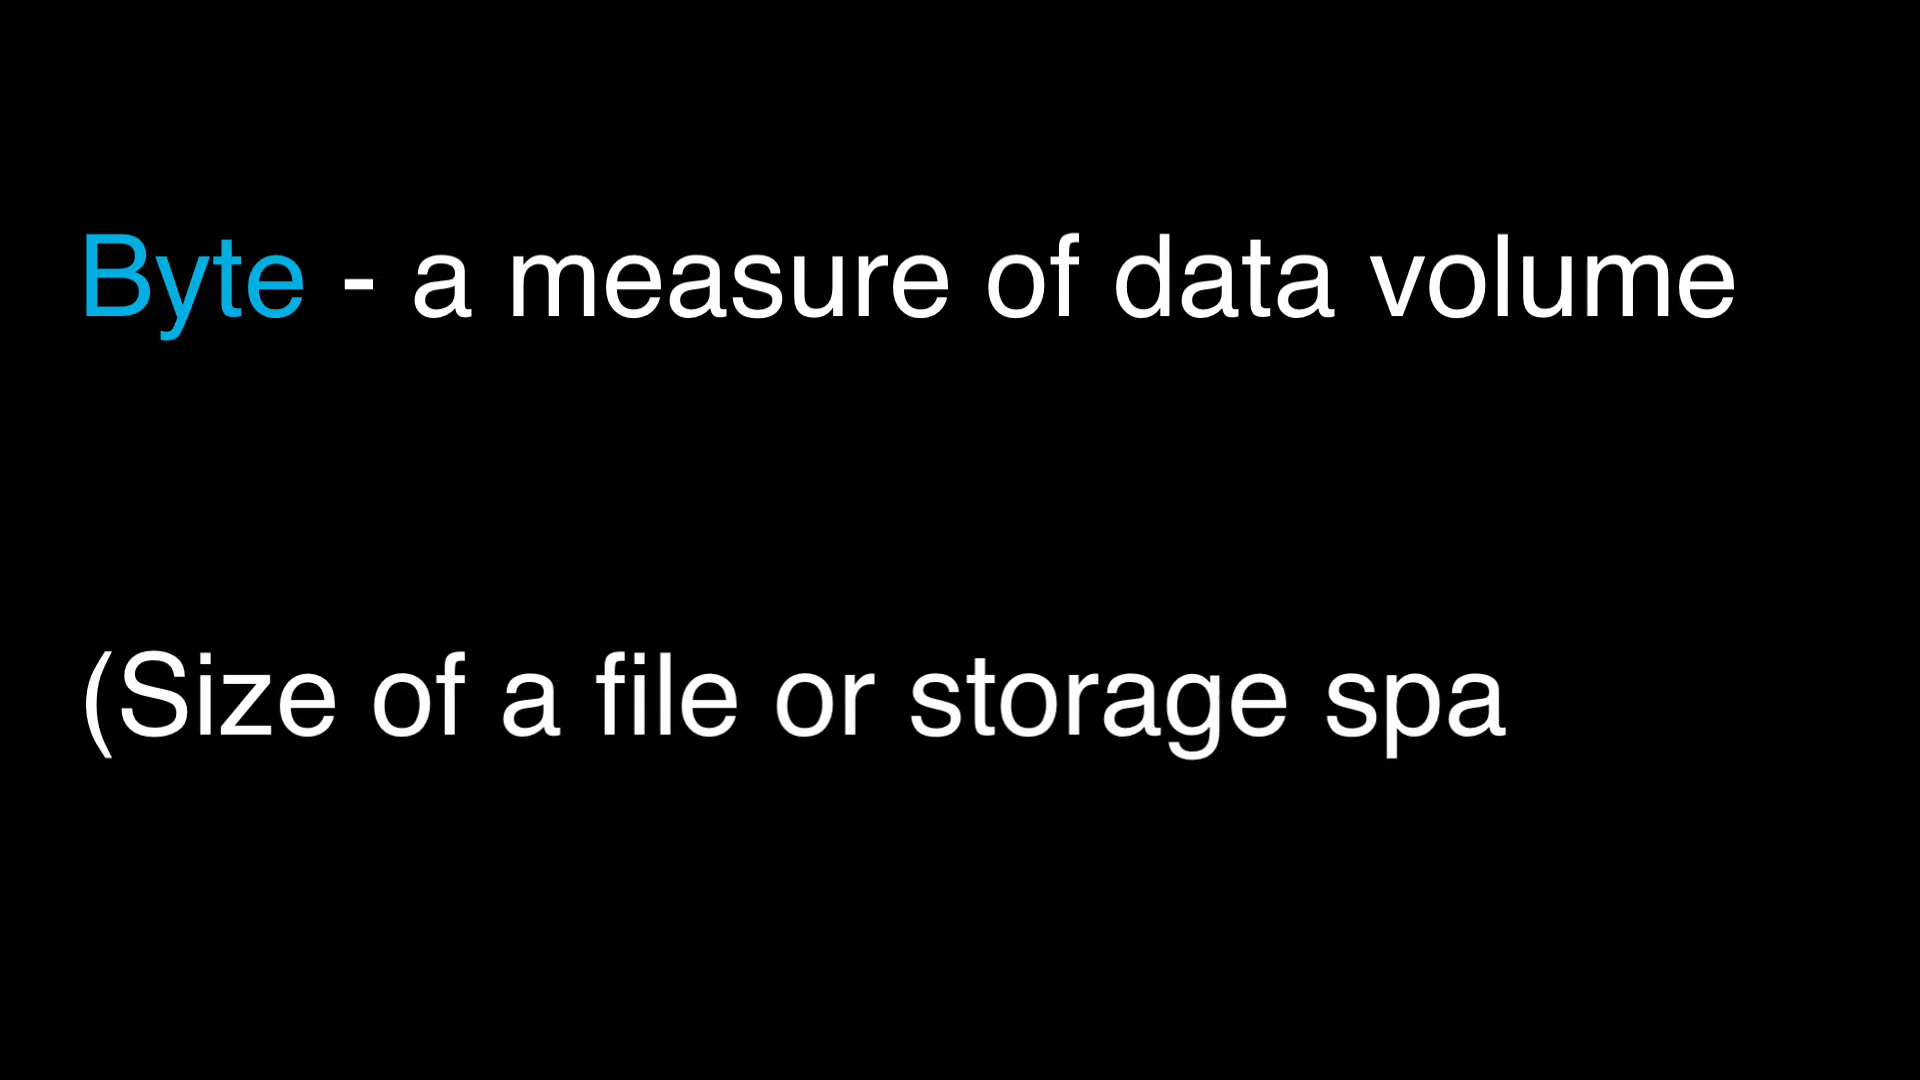 Byte - a measure of data volume
(Size of a file or storage spa